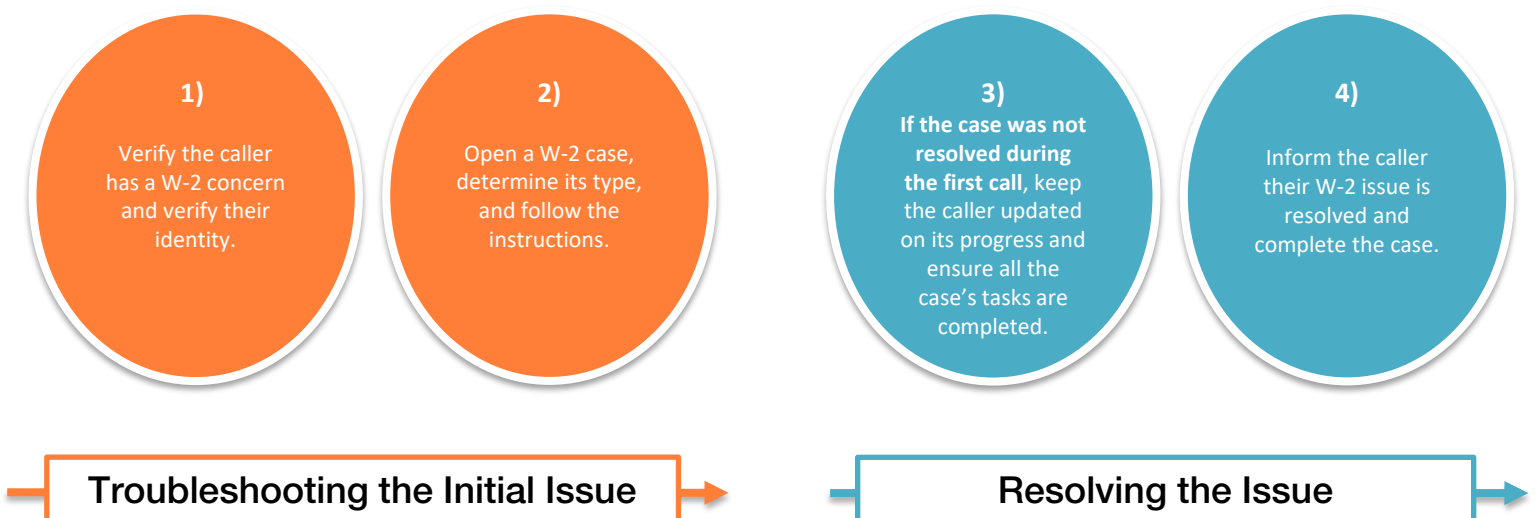 1)
Verify the caller
has a W-2 concern
and verify their
identity.
2)
Open a W-2 case,
determine its type,
and follow the
instructions.
3)
If the case was not
resolved during
the first call, keep
the caller updated
on its progress and
ensure all the
case’s tasks are
completed.
4)
Inform the caller
their W-2 issue is
resolved and
complete the case.
Troubleshooting the Initial Issue
Resolving the Issue